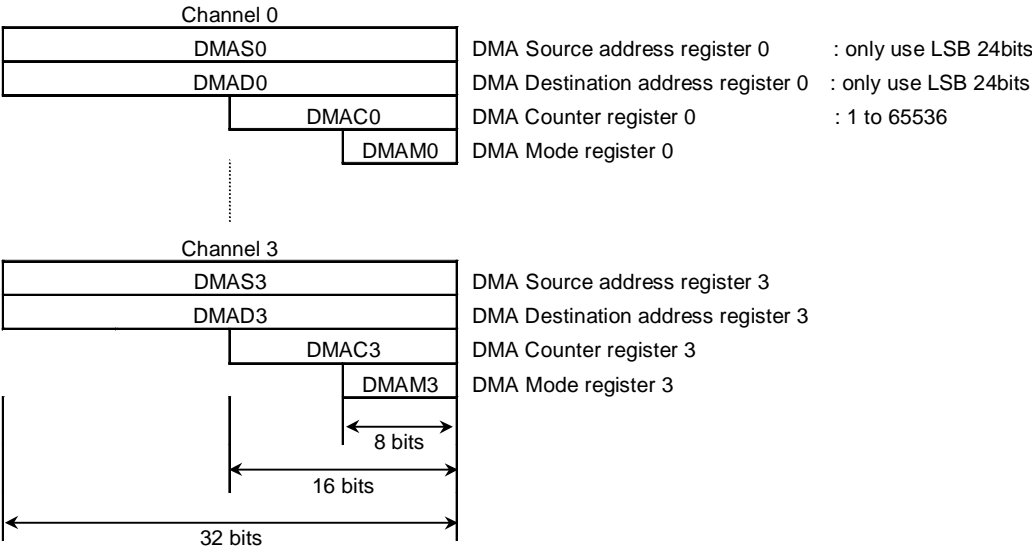 Channel 0
DMAS0 DMA Source address register 0 : only use LSB 24bits
DMAD0 DMA Destination address register 0 : only use LSB 24bits
DMAC0 DMA Counter register 0 : 1 to 65536
DMAM0 DMA Mode register 0
Channel 3
DMAS3 DMA Source address register 3
DMAD3 DMA Destination address register 3
DMAC3 DMA Counter register 3
DMAM3 DMA Mode register 3
8 bits
16 bits
32 bits